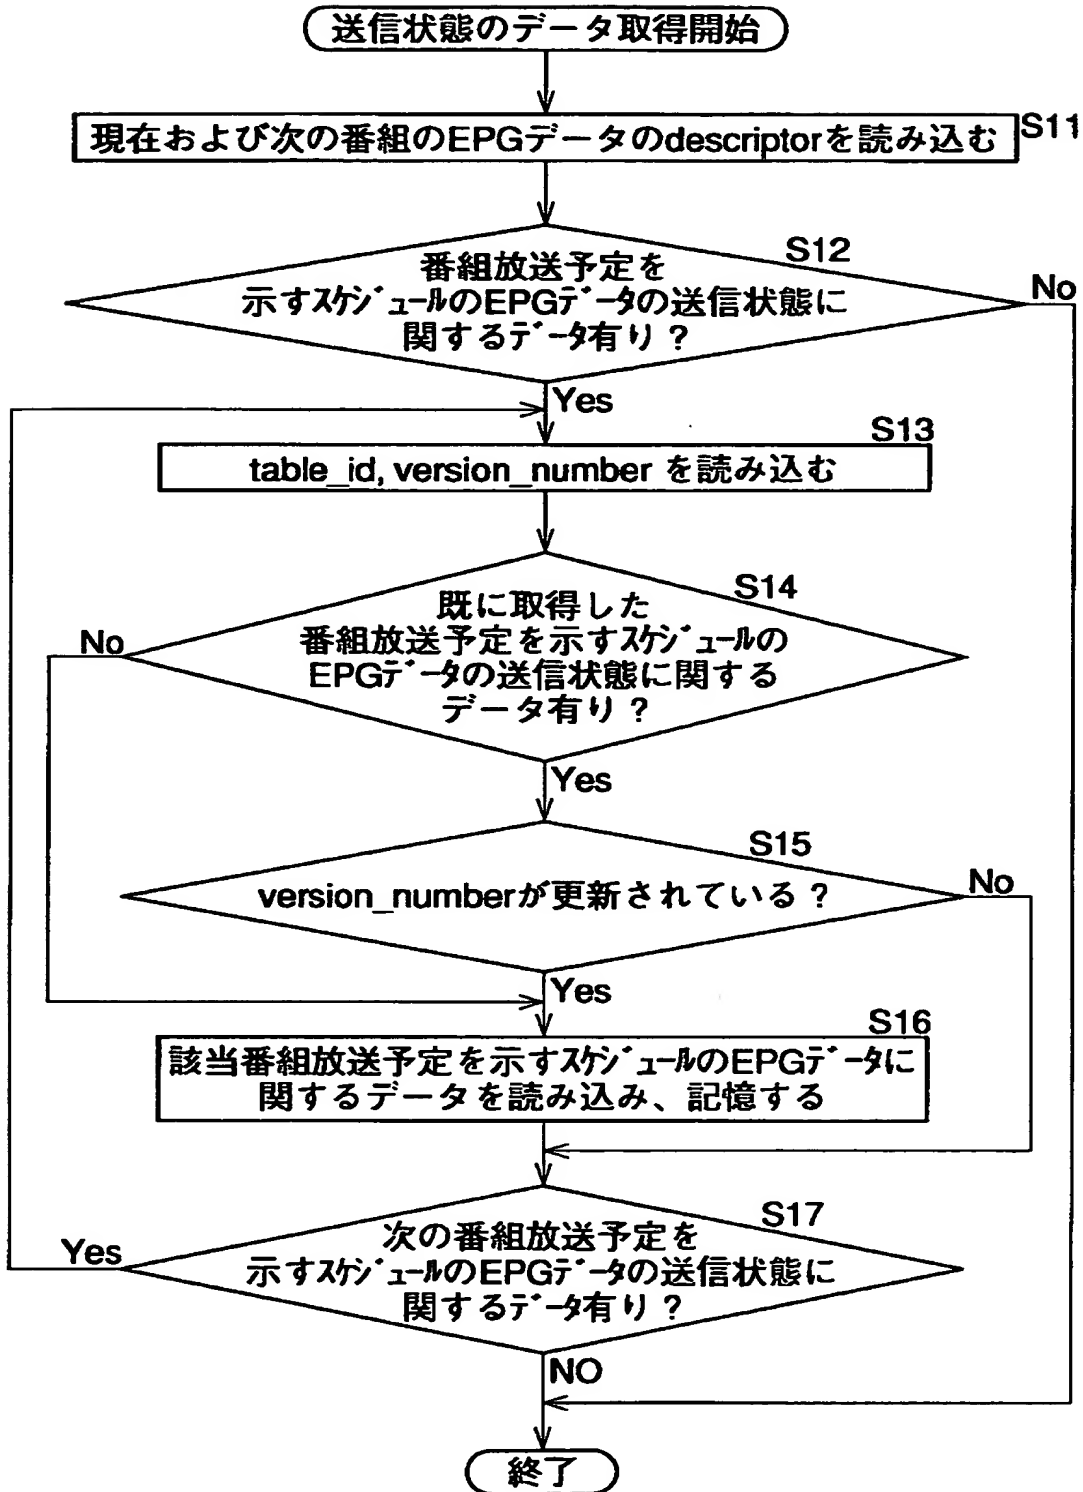 送信状態のデータ取得開始
S11
現在および次の番組のEPGデータのdescriptorを読み込む
S12
番組放送予定を
示すスケジュールのEPGデータの送信状態に
関するデータ有り?
No
Yes
S13
table_id, version_number を読み込む
S14
既に取得した
番組放送予定を示すスケジュールの
EPGデータの送信状態に関する
データ有り?
No
Yes
S15
version_numberが更新されている?
No
Yes
S16
該当番組放送予定を示すスケジュールのEPGデータに
関するデータを読み込み、記憶する
S17
次の番組放送予定を
示すスケジュールのEPGデータの送信状態に
関するデータ有り?
Yes
NO
終了